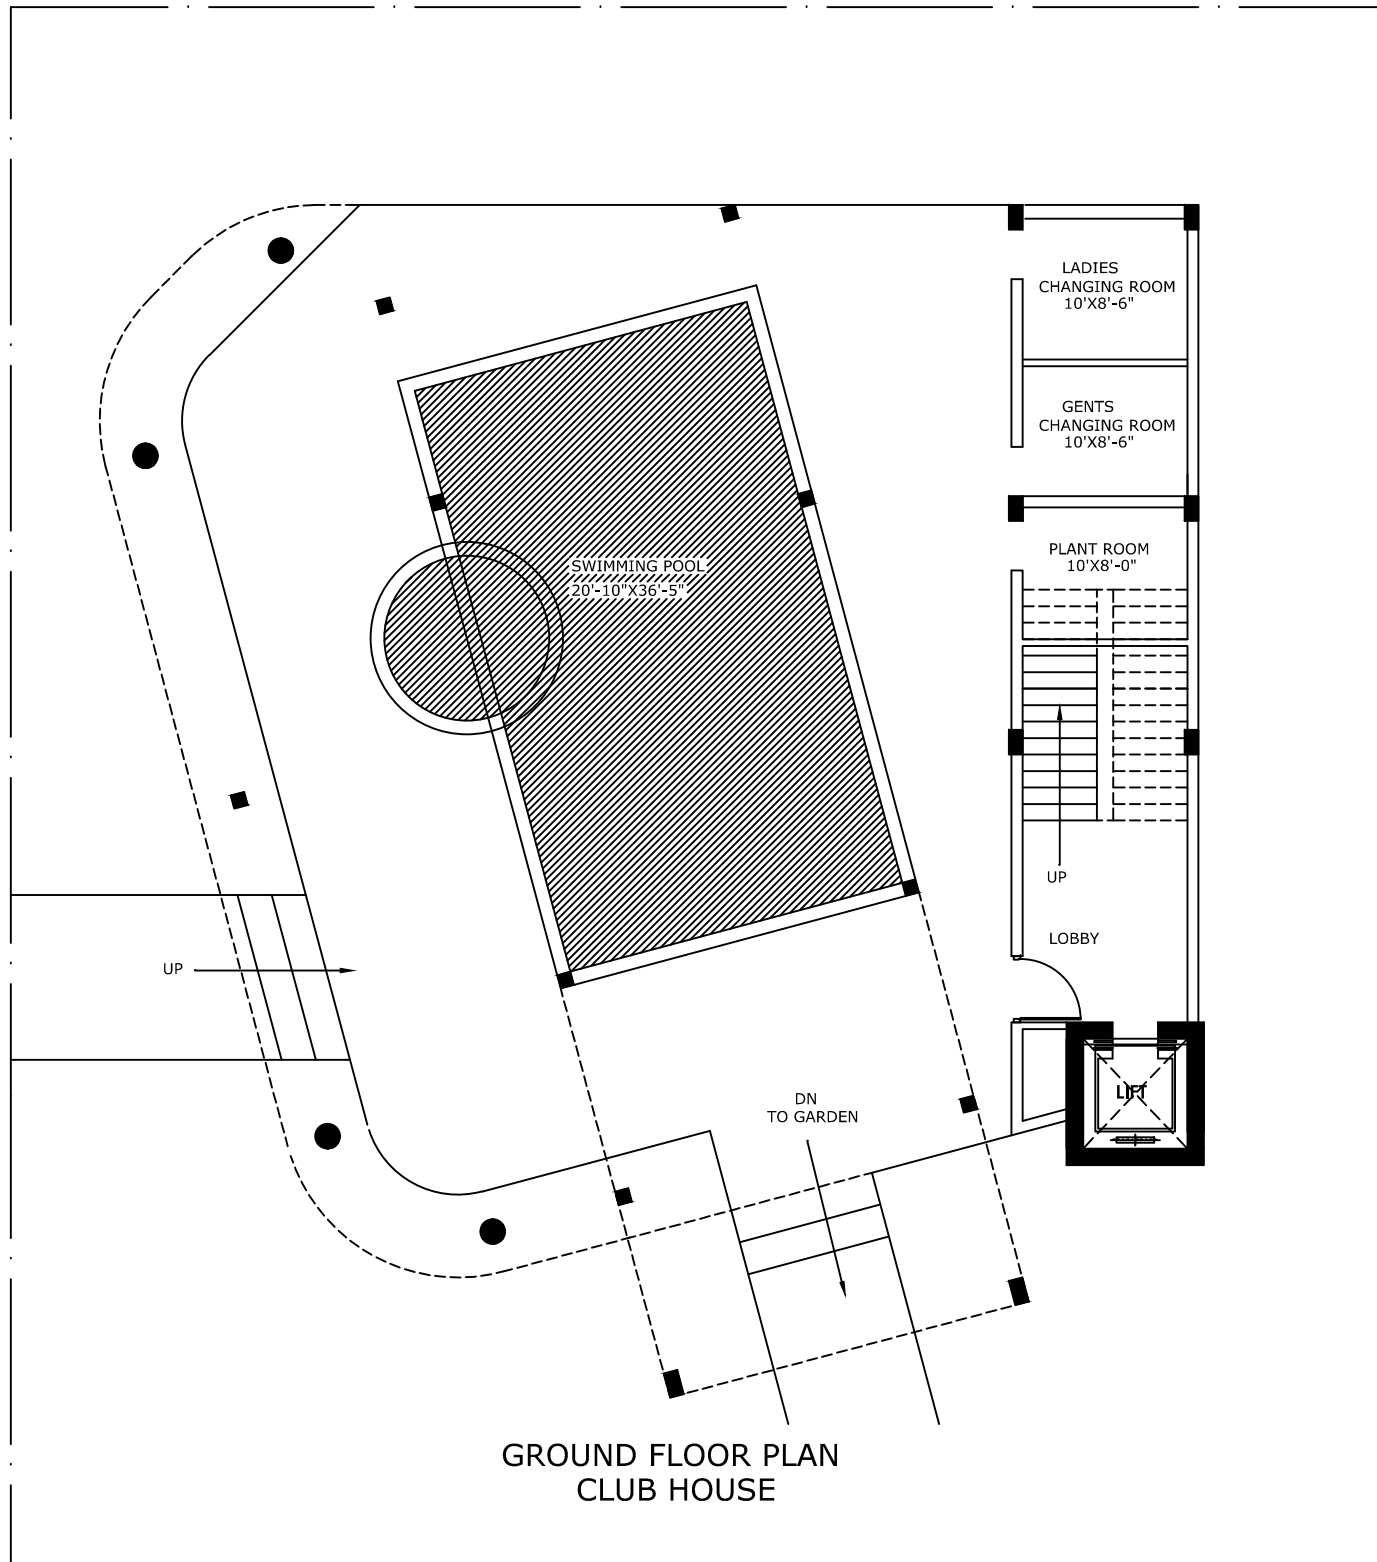 LADIES
CHANGING ROOM
10'X8'-6"
GENTS
CHANGING ROOM
10'X8'-6"
PLANT ROOM
10'X8'-0"
SWIMMING POOL
20'-10"X36'-5"
UP
LOBBY
UP
LIFT
DN
TO GARDEN
GROUND FLOOR PLAN
CLUB HOUSE